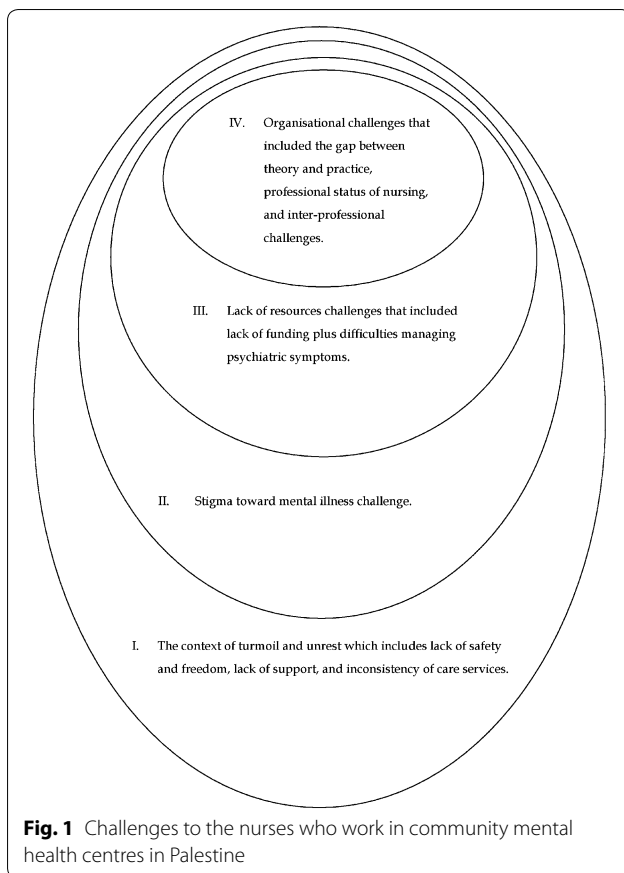 IV. Organisational challenges that
included the gap between
theory and practice,
professional status of nursing,
and inter-professional
challenges.
III. Lack of resources challenges that included
lack of funding plus difficulties managing
psychiatric symptoms.
II. Stigma toward mental illness challenge.
I. The context of turmoil and unrest which includes lack of safety
and freedom, lack of support, and inconsistency of care services.
Fig. 1 Challenges to the nurses who work in community mental
health centres in Palestine